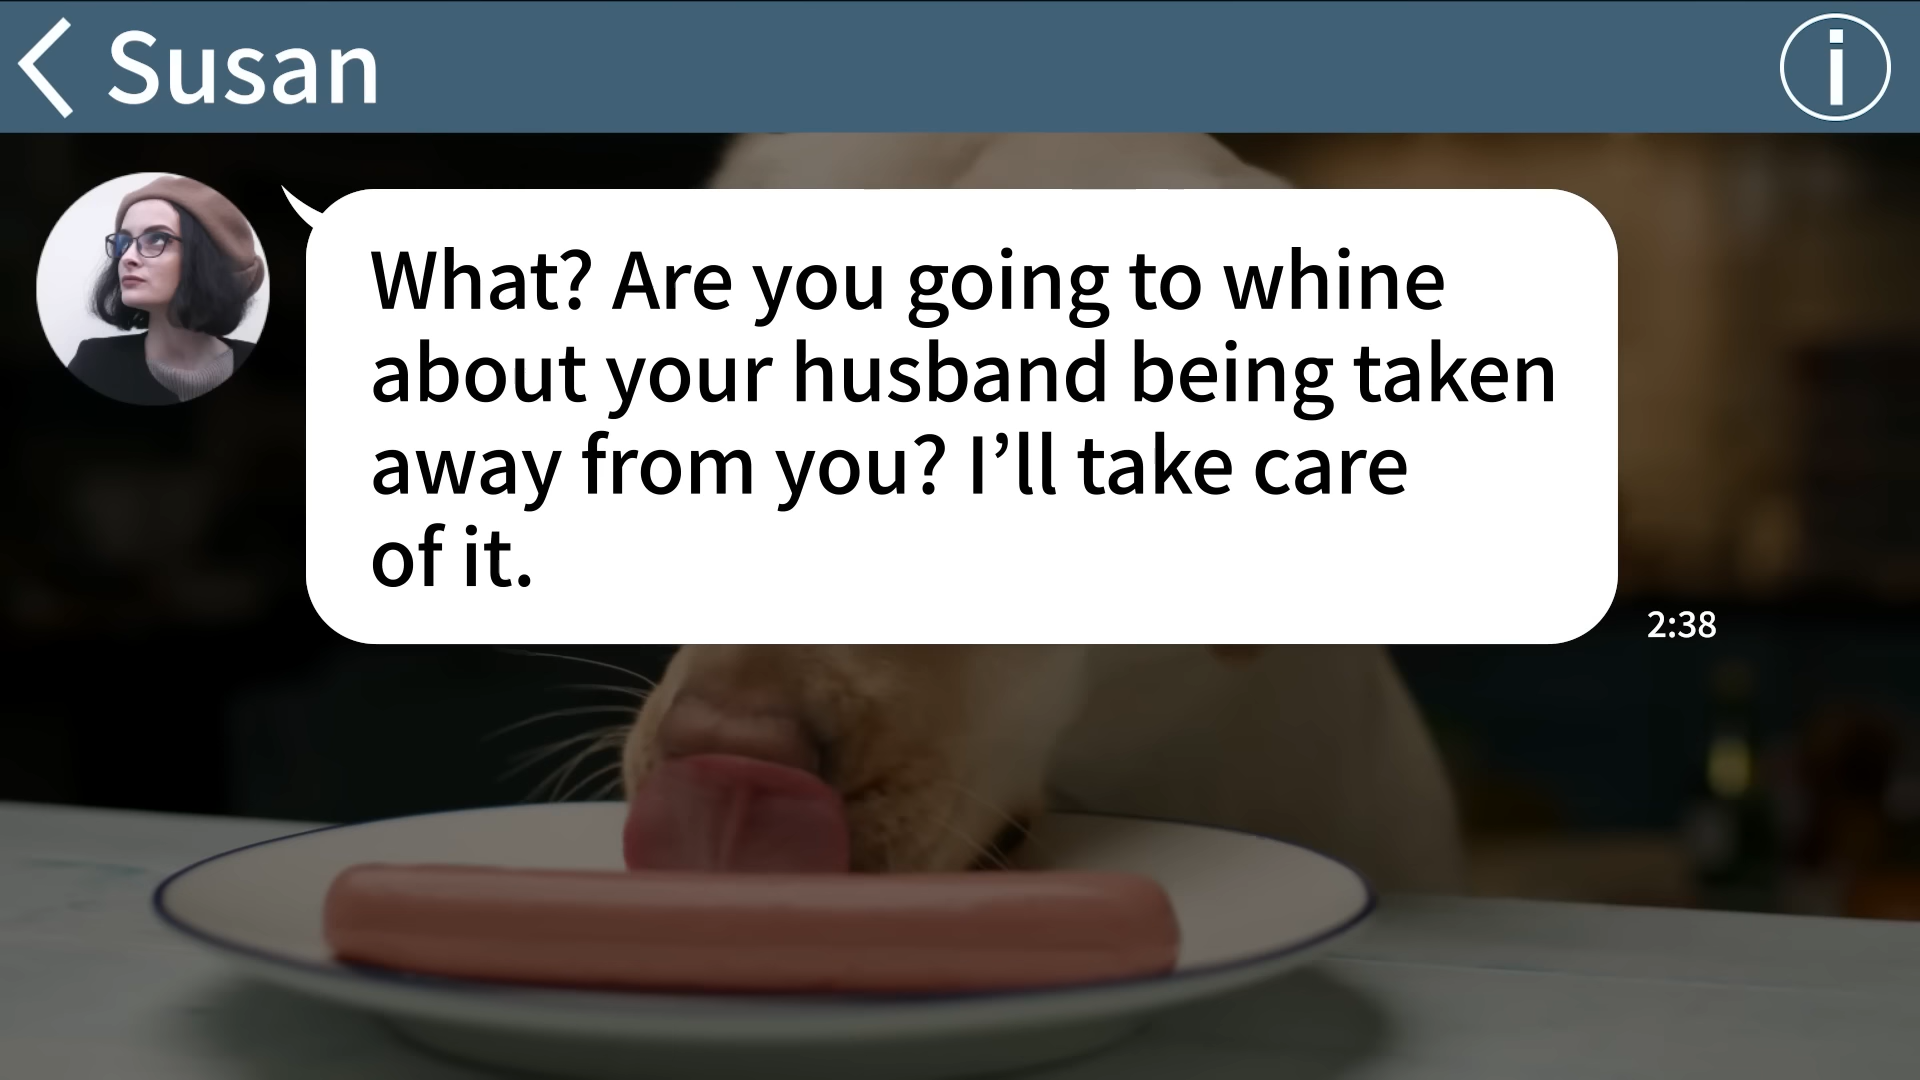 Susan
What? Are you going to whine
about your husband being taken
away from you? I’ll take care
of it.
2:38